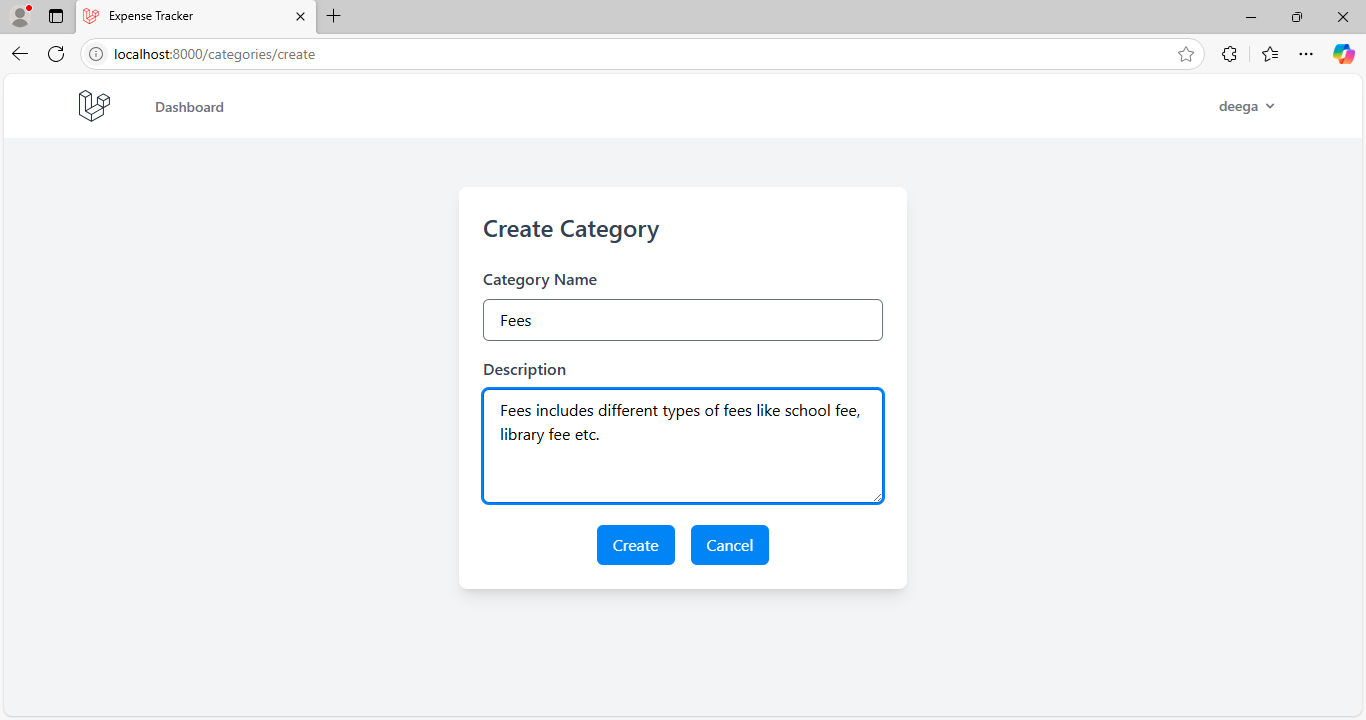 Expense Tracker
localhost:8000/categories/create
Dashboard
deega
Create Category
Category Name
Fees
Description
Fees includes different types of fees like school fee,
library fee etc.
Create Cancel